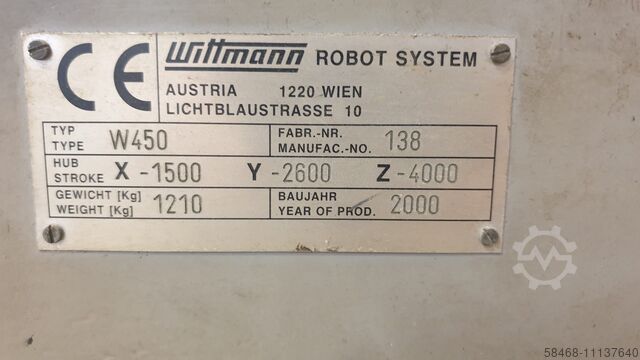 CE Wittmann ROBOT SYSTEM
AUSTRIA 1220 WIEN
LICHTBLAUSTRASSE 10
TYP
TYPE W450
FABR.-NR.
MANUFAC.-NO. 138
HUB
STROKE X -1500 Y -2600 Z -4000
GEWICHT [Kg]
WEIGHT [Kg] 1210
BAUJAHR
YEAR OF PROD. 2000
58468-11137640